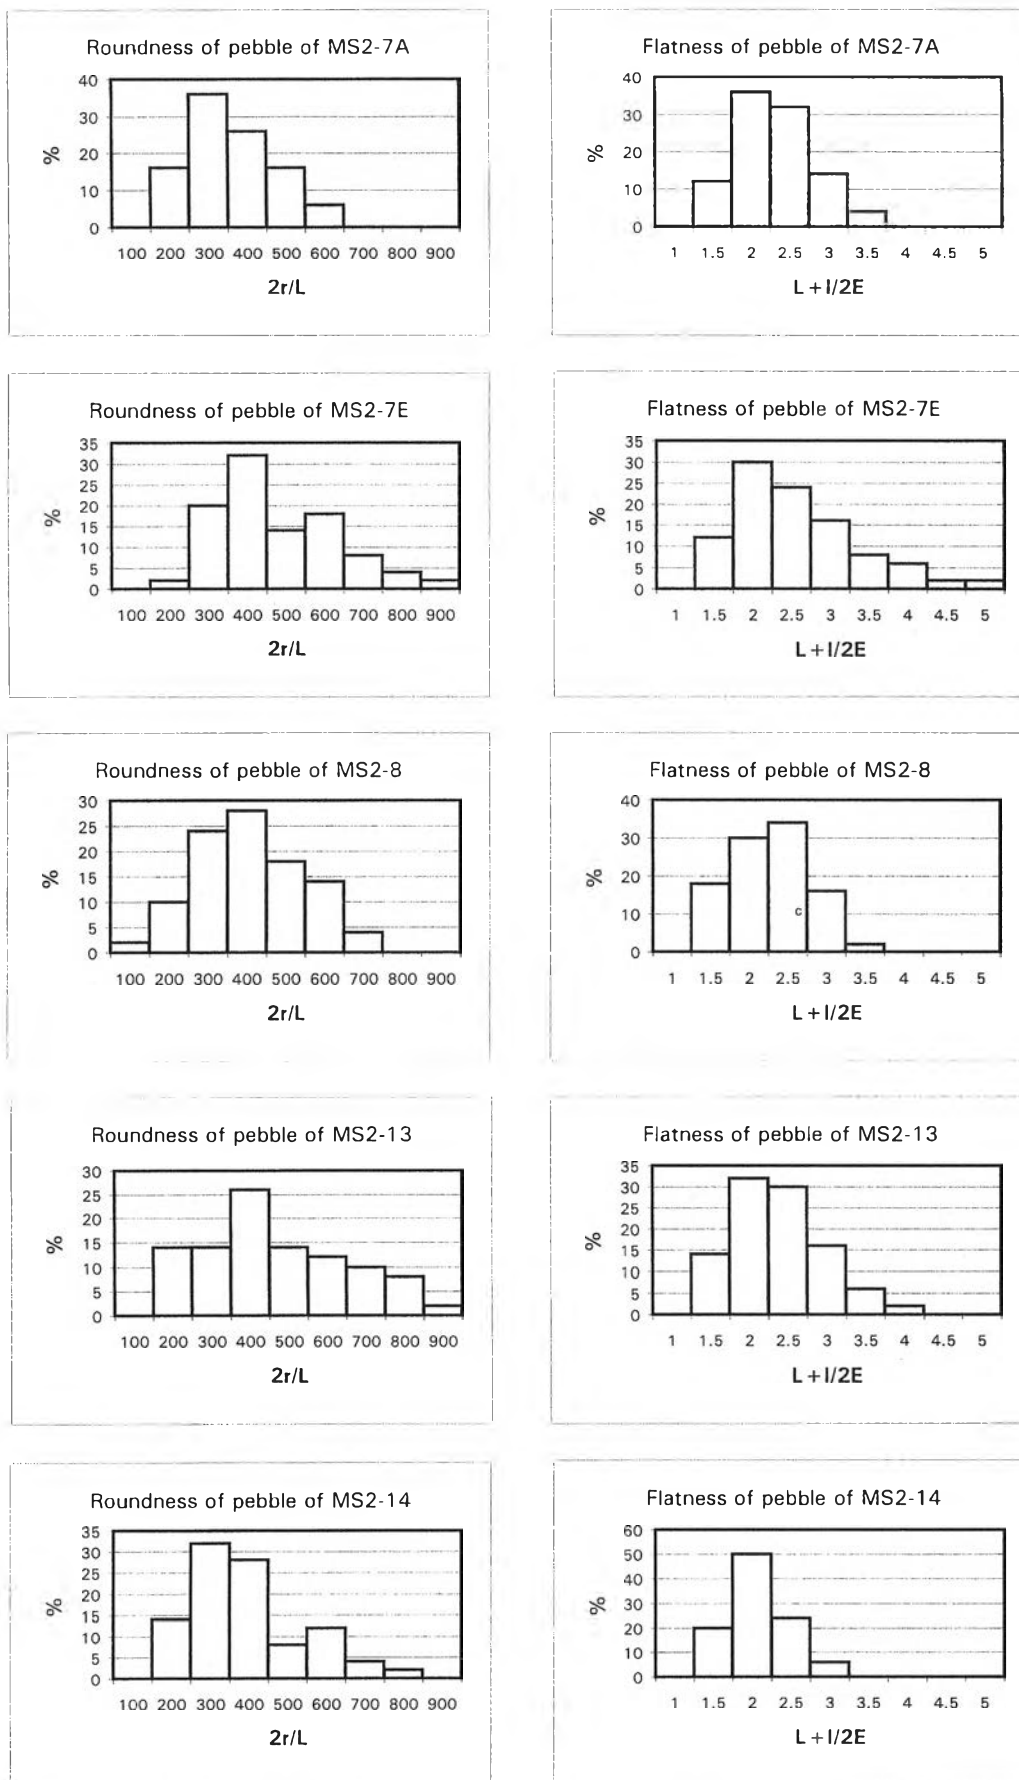 Roundness of pebble of MS2-7A
40
30
20
10
0
%
100 200 300 400 500 600 700 800 900
2r/L
Flatness of pebble of MS2-7A
40
30
20
10
0
%
1 1.5 2 2.5 3 3.5 4 4.5 5
L+l/2E
Roundness of pebble of MS2-7E
35
30
25
20
15
10
5
0
%
100 200 300 400 500 600 700 800 900
2r/L
Flatness of pebble of MS2-7E
35
30
25
20
15
10
5
0
%
1 1.5 2 2.5 3 3.5 4 4.5 5
L+l/2E
Roundness of pebble of MS2-8
30
25
20
15
10
5
0
%
100 200 300 400 500 600 700 800 900
2r/L
Flatness of pebble of MS2-8
40
30
20
10
0
%
c
1 1.5 2 2.5 3 3.5 4 4.5 5
L+l/2E
Roundness of pebble of MS2-13
30
25
20
15
10
5
0
%
100 200 300 400 500 600 700 800 900
2r/L
Flatness of pebble of MS2-13
35
30
25
20
15
10
5
0
%
1 1.5 2 2.5 3 3.5 4 4.5 5
L+l/2E
Roundness of pebble of MS2-14
35
30
25
20
15
10
5
0
%
100 200 300 400 500 600 700 800 900
2r/L
Flatness of pebble of MS2-14
60
50
40
30
20
10
0
%
1 1.5 2 2.5 3 3.5 4 4.5 5
L+l/2E